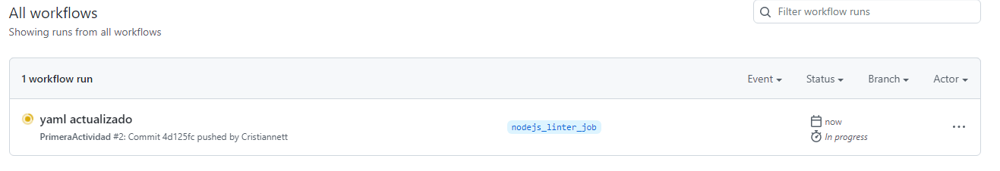 All workflows
Filter workflow runs
Showing runs from all workflows
1 workflow run
Event Status Branch Actor
yaml actualizado
nodejs_linter_job
now
PrimeraActividad #2: Commit 4d125fc pushed by Cristiannett
In progress